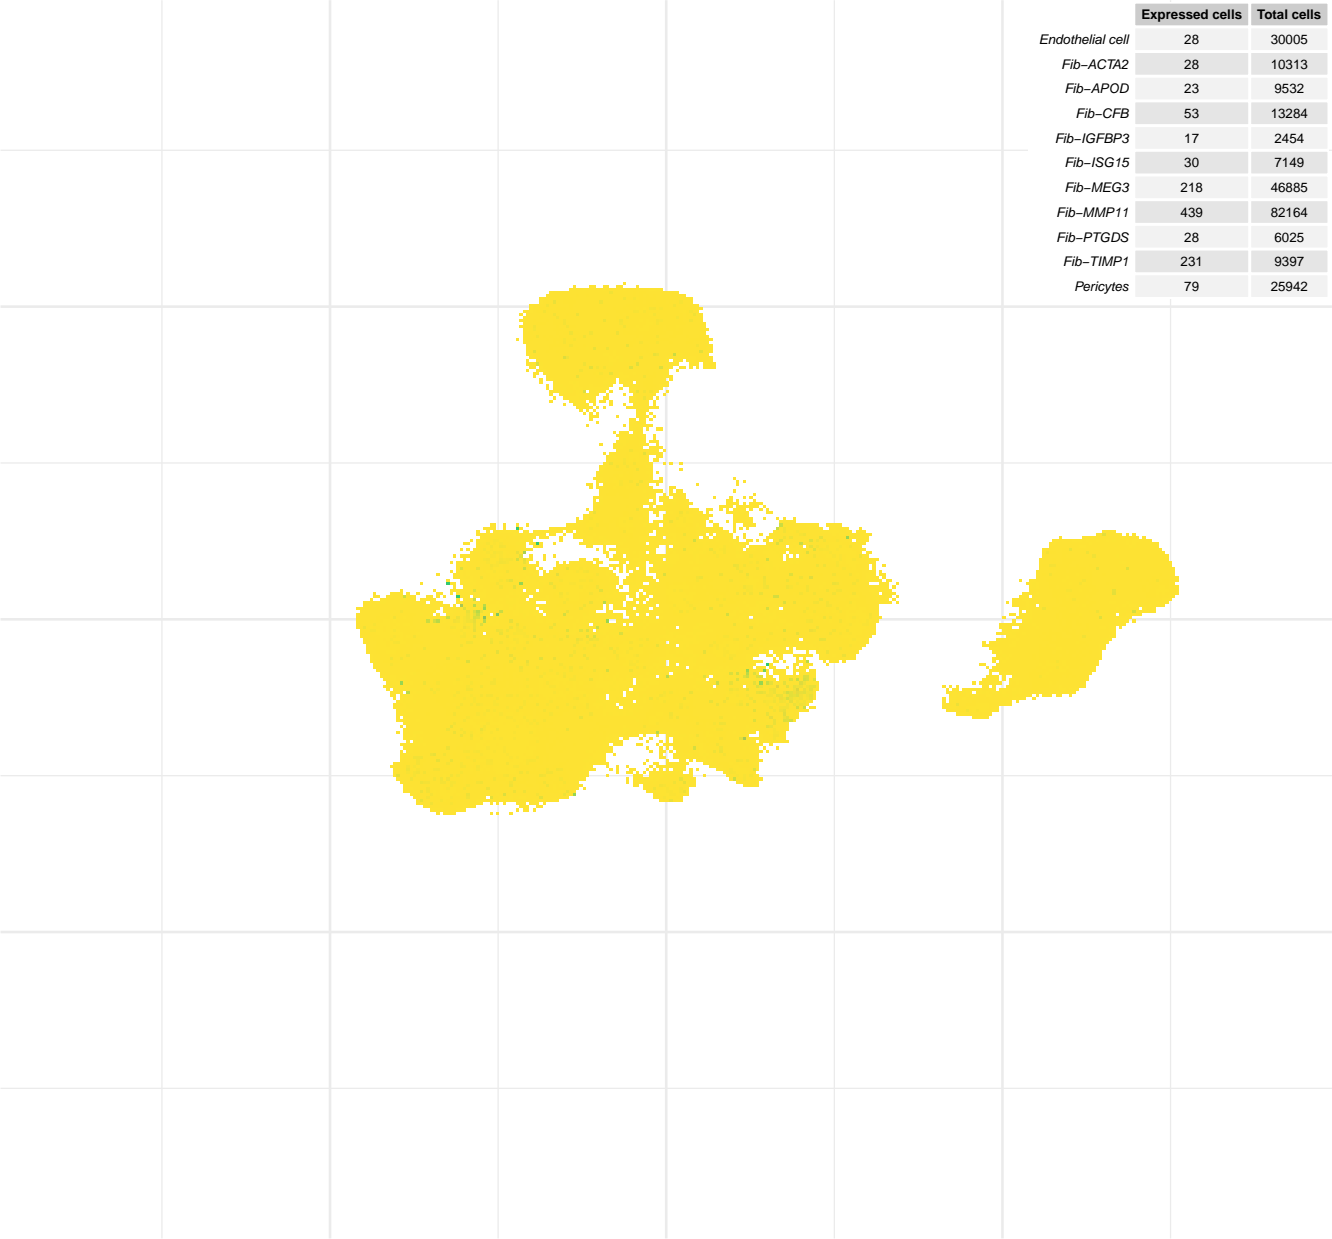 Expressed cells Total cells
Endothelial cell 28 30005
Fib−ACTA2 28 10313
Fib−APOD 23 9532
Fib−CFB 53 13284
Fib−IGFBP3 17 2454
Fib−ISG15 30 7149
Fib−MEG3 218 46885
Fib−MMP11 439 82164
Fib−PTGDS 28 6025
Fib−TIMP1 231 9397
Pericytes 79 25942